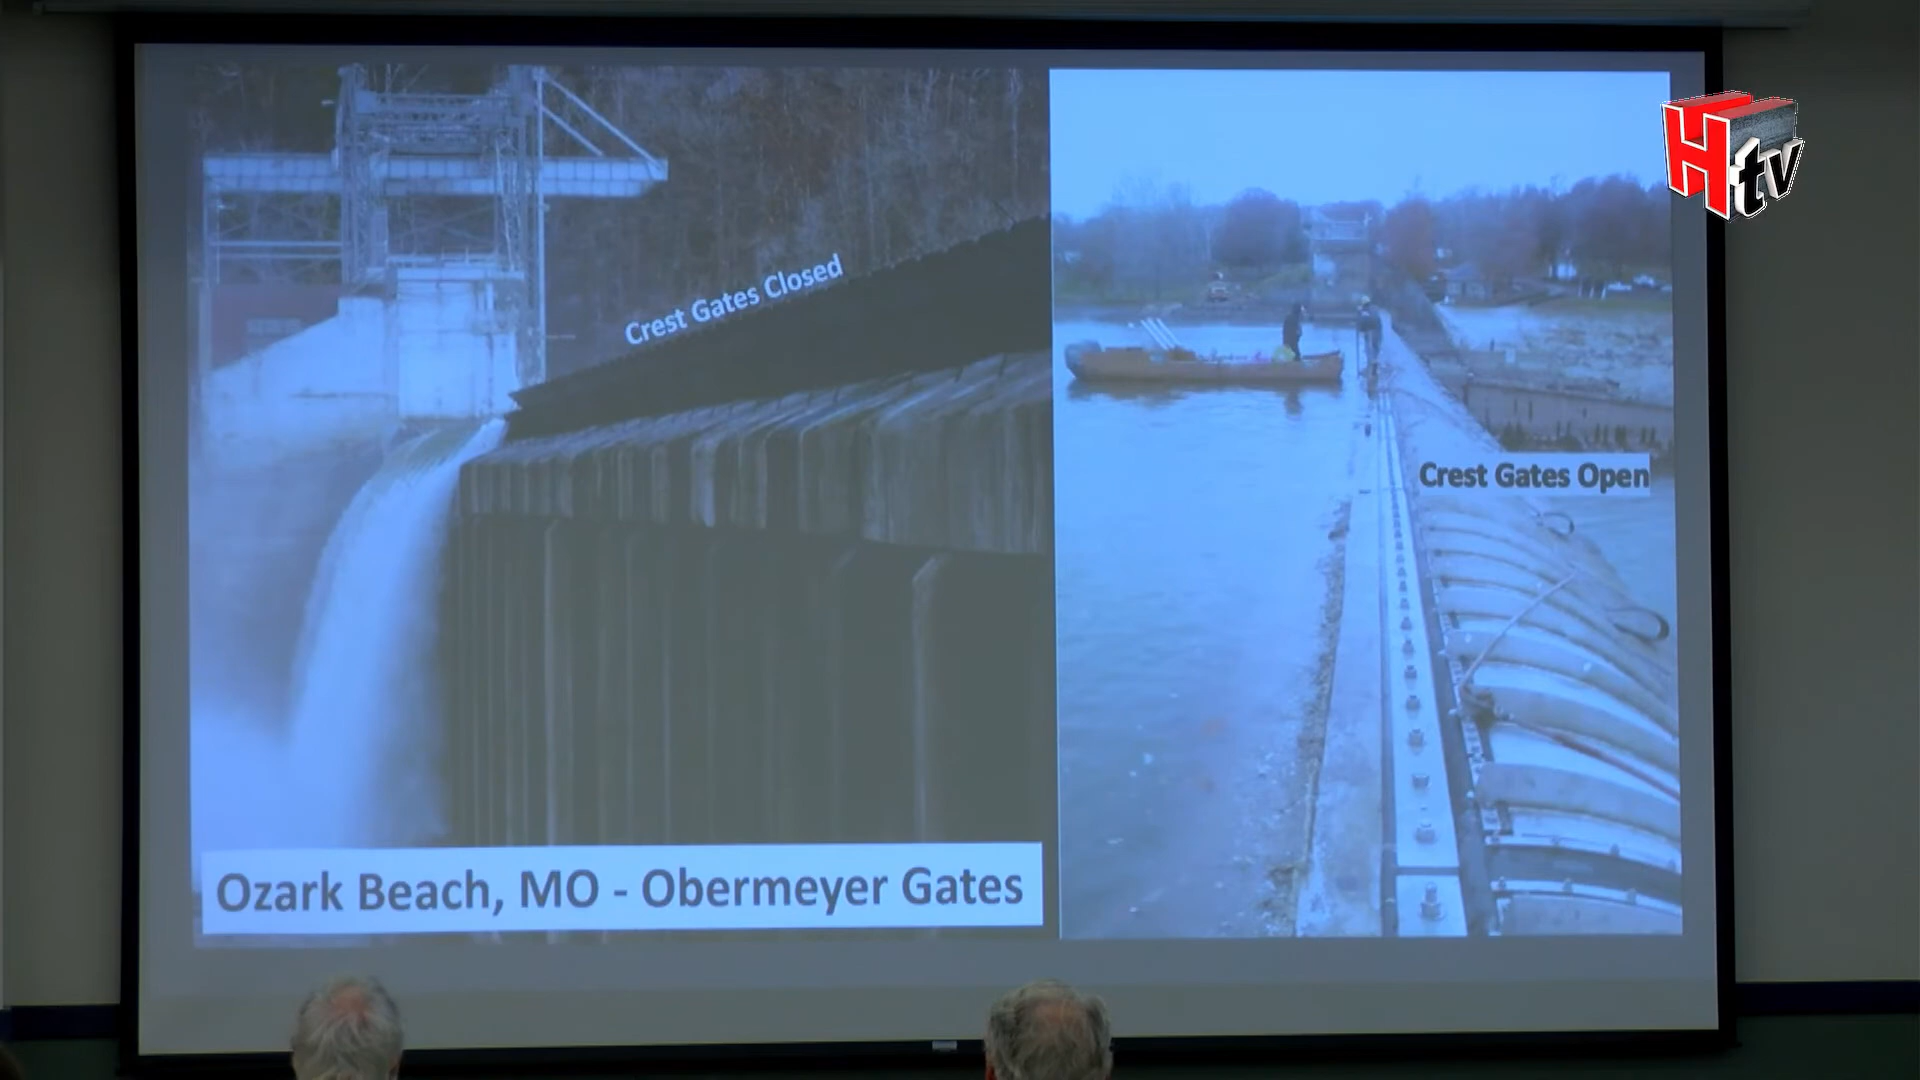 Crest Gates Closed
Htv
Crest Gates Open
Ozark Beach, MO - Obermeyer Gates